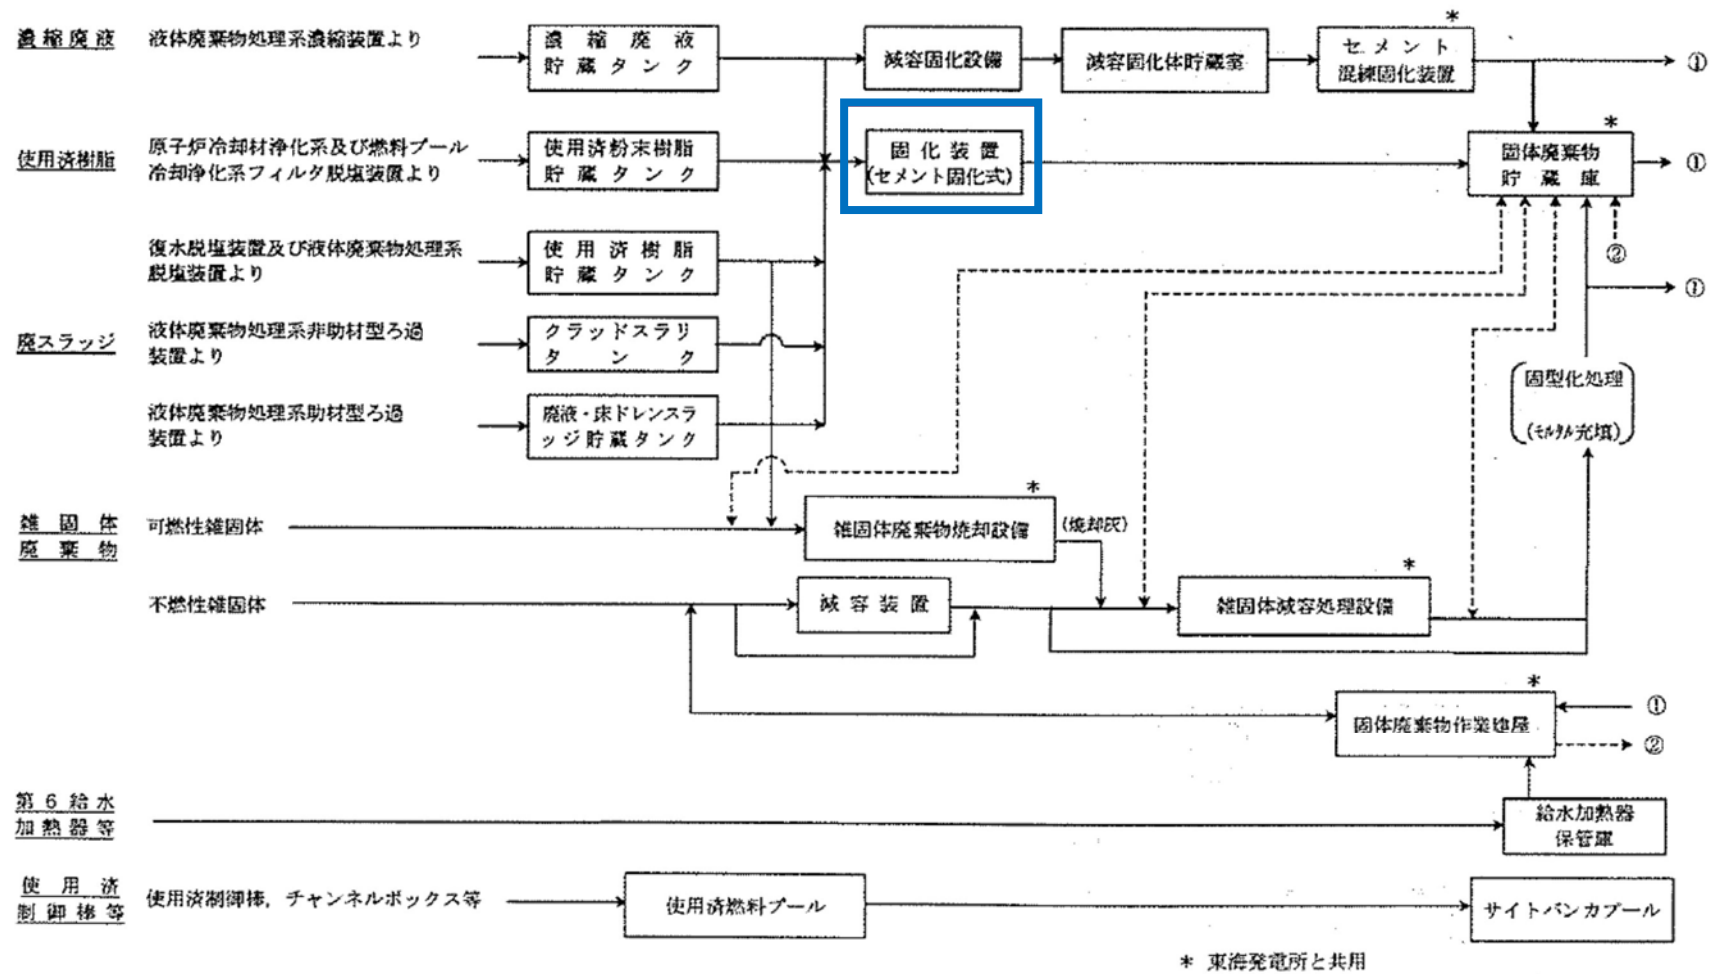 濃縮廃液
液体廃棄物処理系濃縮装置より
濃縮廃液
貯蔵タンク
減容固化設備
減容固化体貯蔵室
*
セメント
混練固化装置
①
使用済樹脂
原子炉冷却材浄化系及び燃料プール
冷却浄化系フィルタ脱塩装置より
使用済粉末樹脂
貯蔵タンク
固化装置
(セメント固化式)
*
固体廃棄物
貯蔵庫
①
復水脱塩装置及び液体廃棄物処理系
脱塩装置より
使用済樹脂
貯蔵タンク
②
①
廃スラッジ
液体廃棄物処理系非助材型ろ過
装置より
クラッドスラリ
タンク
固型化処理
(モルタル充填)
液体廃棄物処理系助材型ろ過
装置より
廃液・床ドレンスラ
ッジ貯蔵タンク
雑固体
廃棄物
可燃性雑固体
*
雑固体廃棄物焼却設備
(焼却灰)
不燃性雑固体
減容装置
*
雑固体減容処理設備
*
固体廃棄物作業建屋
①
②
第6給水
加熱器等
給水加熱器
保管庫
使用済
制御棒等
使用済制御棒,チャンネルボックス等
使用済燃料プール
サイトバンカプール
* 東海発電所と共用